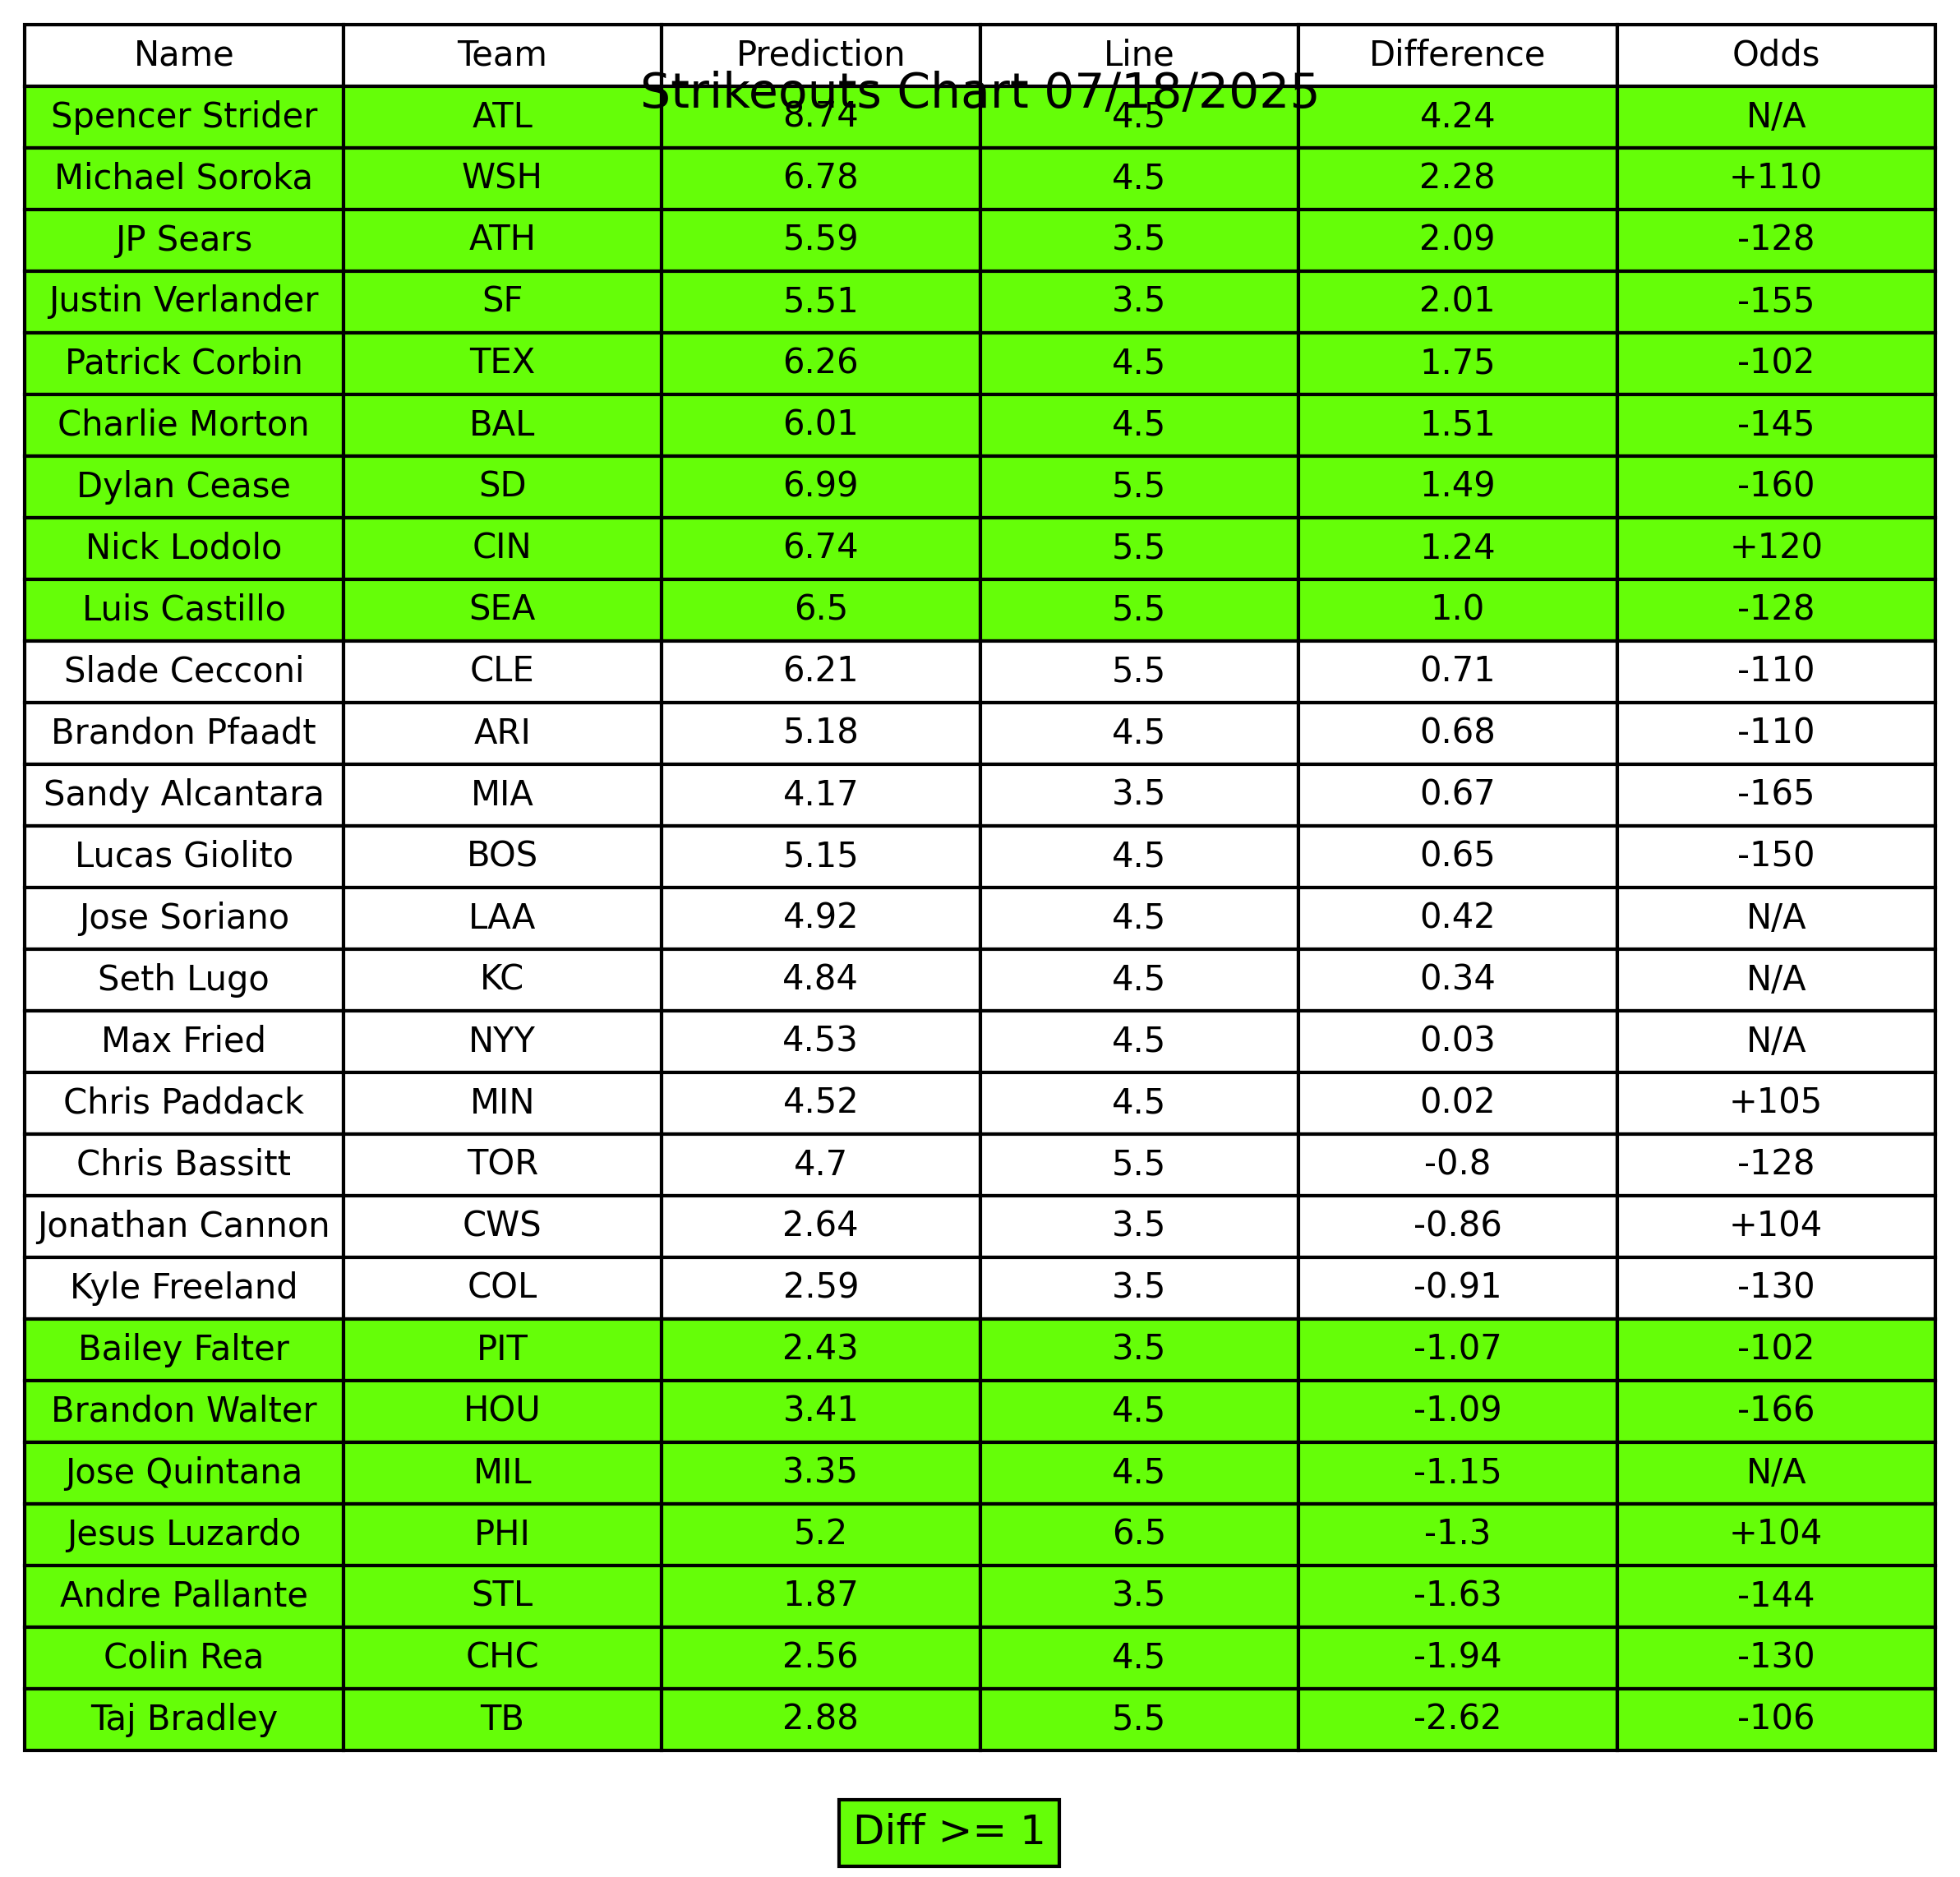 Name Team Prediction Line Difference Odds
Strikeouts Chart 07/18/2025
Spencer Strider ATL 8.74 4.5 4.24 N/A
Michael Soroka WSH 6.78 4.5 2.28 +110
JP Sears ATH 5.59 3.5 2.09 -128
Justin Verlander SF 5.51 3.5 2.01 -155
Patrick Corbin TEX 6.26 4.5 1.75 -102
Charlie Morton BAL 6.01 4.5 1.51 -145
Dylan Cease SD 6.99 5.5 1.49 -160
Nick Lodolo CIN 6.74 5.5 1.24 +120
Luis Castillo SEA 6.5 5.5 1.0 -128
Slade Cecconi CLE 6.21 5.5 0.71 -110
Brandon Pfaadt ARI 5.18 4.5 0.68 -110
Sandy Alcantara MIA 4.17 3.5 0.67 -165
Lucas Giolito BOS 5.15 4.5 0.65 -150
Jose Soriano LAA 4.92 4.5 0.42 N/A
Seth Lugo KC 4.84 4.5 0.34 N/A
Max Fried NYY 4.53 4.5 0.03 N/A
Chris Paddack MIN 4.52 4.5 0.02 +105
Chris Bassitt TOR 4.7 5.5 -0.8 -128
Jonathan Cannon CWS 2.64 3.5 -0.86 +104
Kyle Freeland COL 2.59 3.5 -0.91 -130
Bailey Falter PIT 2.43 3.5 -1.07 -102
Brandon Walter HOU 3.41 4.5 -1.09 -166
Jose Quintana MIL 3.35 4.5 -1.15 N/A
Jesus Luzardo PHI 5.2 6.5 -1.3 +104
Andre Pallante STL 1.87 3.5 -1.63 -144
Colin Rea CHC 2.56 4.5 -1.94 -130
Taj Bradley TB 2.88 5.5 -2.62 -106
Diff >= 1